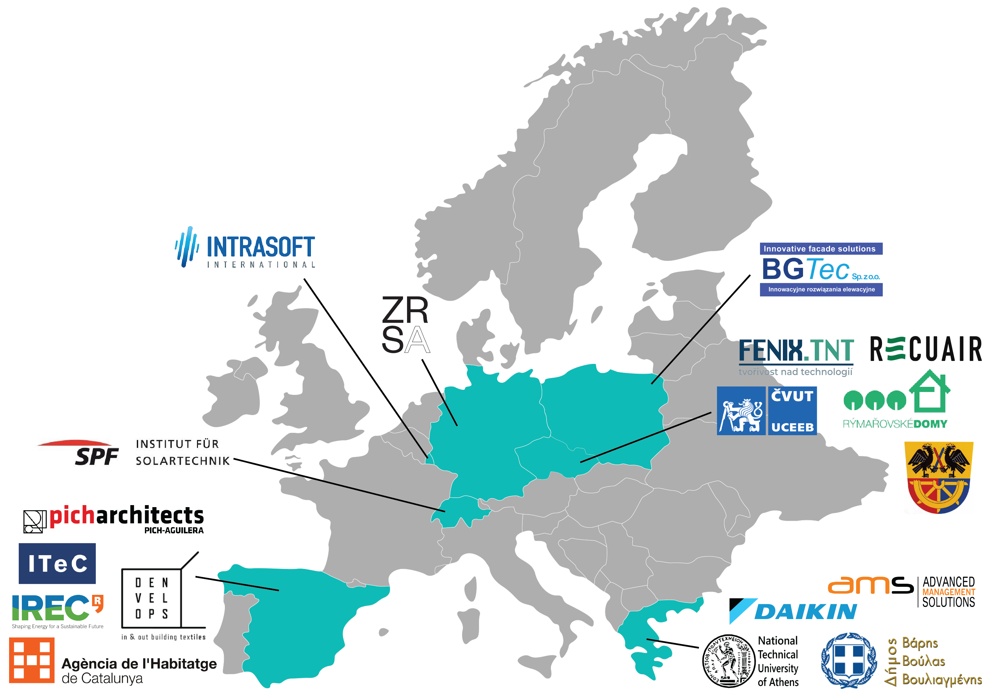 INTRASOFT
INTERNATIONAL
ZR
SA
Innovative facade solutions
BGTec Sp. z o.o.
Innowacyjne rozwiązania elewacyjne
FENIX.TNT
tvořivost nad technologií
RECUAIR
ČVUT
UCEEB
RÝMAŘOVSKÉDOMY
SPF
INSTITUT FÜR
SOLARTECHNIK
picharchitects
PICH-AGUILERA
ITeC
DEN
VEL
OPS
in & out building textiles
IREC R
Shaping Energy for a Sustainable Future
Agència de l'Habitatge
de Catalunya
ams
ADVANCED
MANAGEMENT
SOLUTIONS
DAIKIN
National
Technical
University
of Athens
Δήμος
Βάρης
Βούλας
Βουλιαγμένης